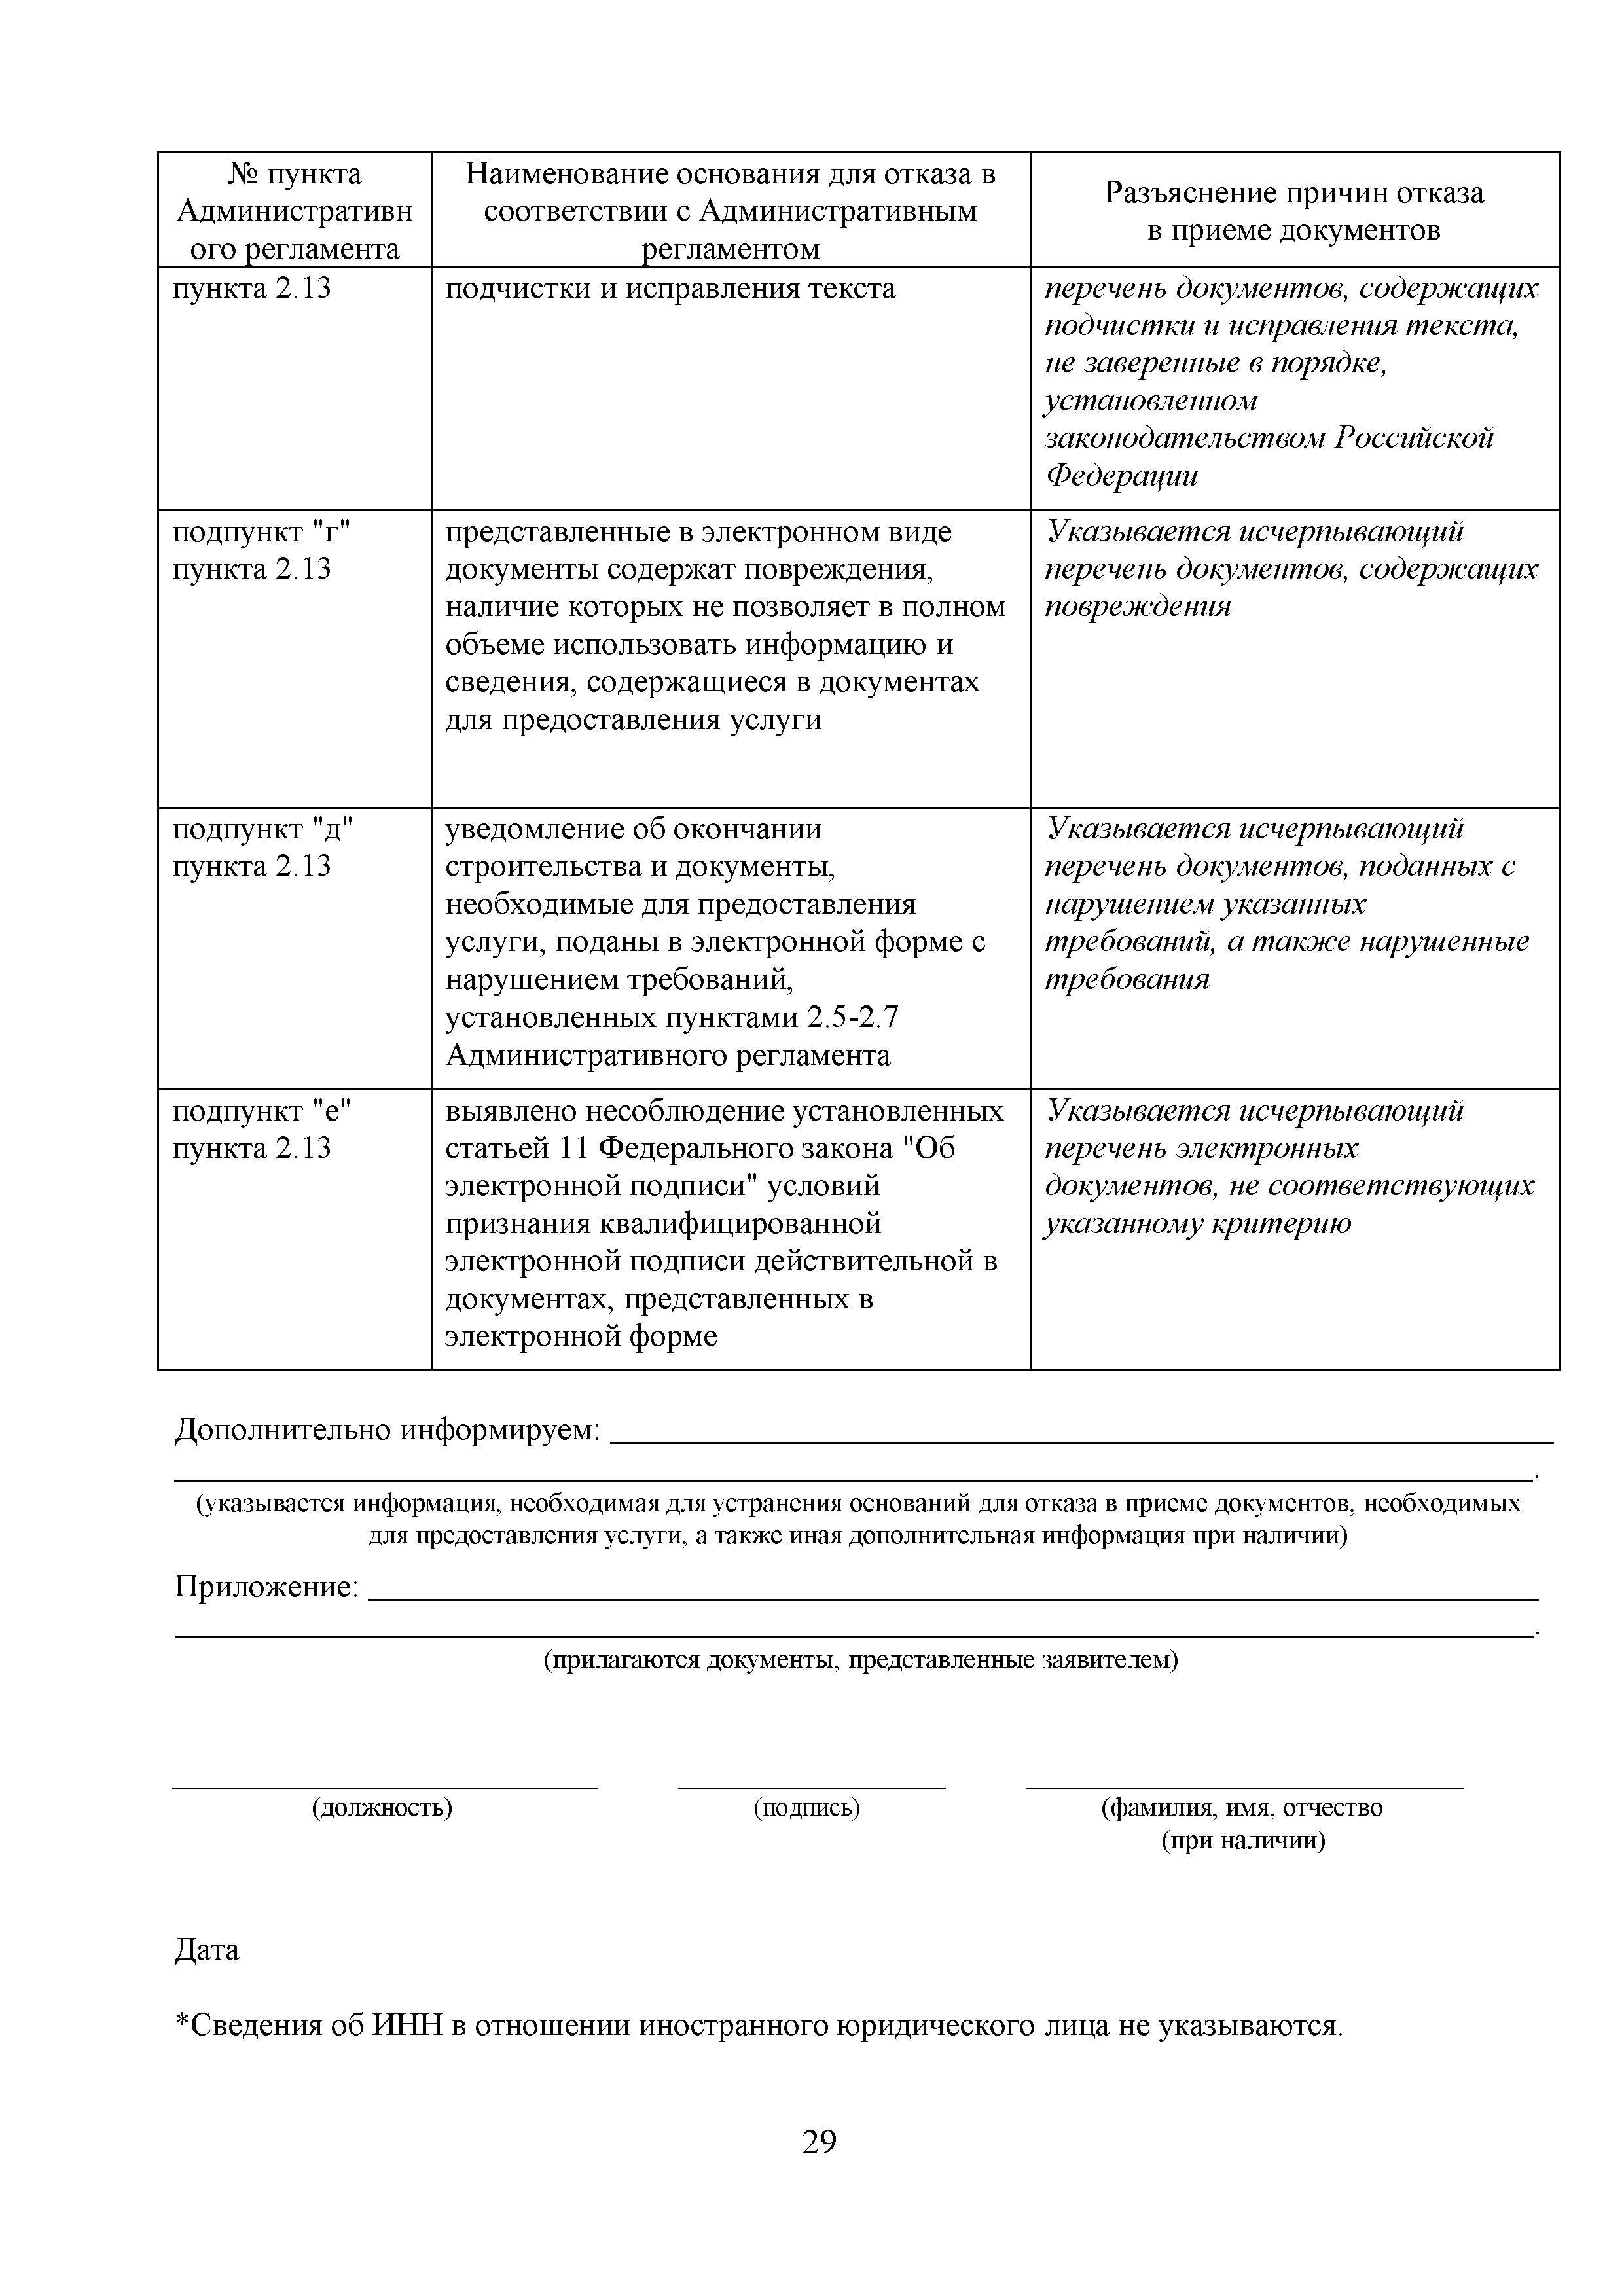 № пункта
Административн
ого регламента
Наименование основания для отказа в
соответствии с Административным
регламентом
Разъяснение причин отказа
в приеме документов
пункта 2.13
подчистки и исправления текста
перечень документов, содержащих
подчистки и исправления текста,
не заверенные в порядке,
установленном
законодательством Российской
Федерации
подпункт "г"
пункта 2.13
представленные в электронном виде
документы содержат повреждения,
наличие которых не позволяет в полном
объеме использовать информацию и
сведения, содержащиеся в документах
для предоставления услуги
Указывается исчерпывающий
перечень документов, содержащих
повреждения
подпункт "д"
пункта 2.13
уведомление об окончании
строительства и документы,
необходимые для предоставления
услуги, поданы в электронной форме с
нарушением требований,
установленных пунктами 2.5-2.7
Административного регламента
Указывается исчерпывающий
перечень документов, поданных с
нарушением указанных
требований, а также нарушенные
требования
подпункт "е"
пункта 2.13
выявлено несоблюдение установленных
статьей 11 Федерального закона "Об
электронной подписи" условий
признания квалифицированной
электронной подписи действительной в
документах, представленных в
электронной форме
Указывается исчерпывающий
перечень электронных
документов, не соответствующих
указанному критерию
Дополнительно информируем:
.
(указывается информация, необходимая для устранения оснований для отказа в приеме документов, необходимых
для предоставления услуги, а также иная дополнительная информация при наличии)
Приложение:
.
(прилагаются документы, представленные заявителем)
(должность)
(подпись)
(фамилия, имя, отчество
(при наличии)
Дата
*Сведения об ИНН в отношении иностранного юридического лица не указываются.
29